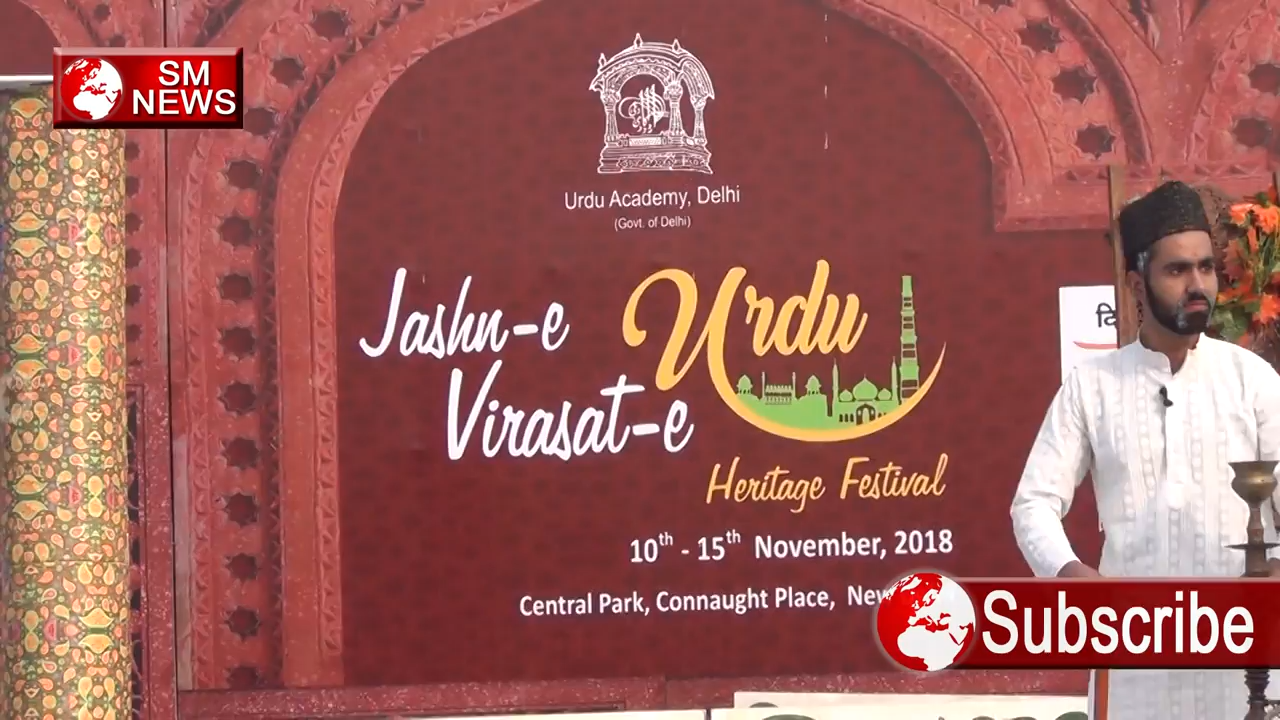 SM
NEWS
Urdu Academy, Delhi
(Govt. of Delhi)
Jashn-e
Urdu
Virasat-e
Heritage Festival
10th - 15th November, 2018
Central Park, Connaught Place, New
दि
Subscribe